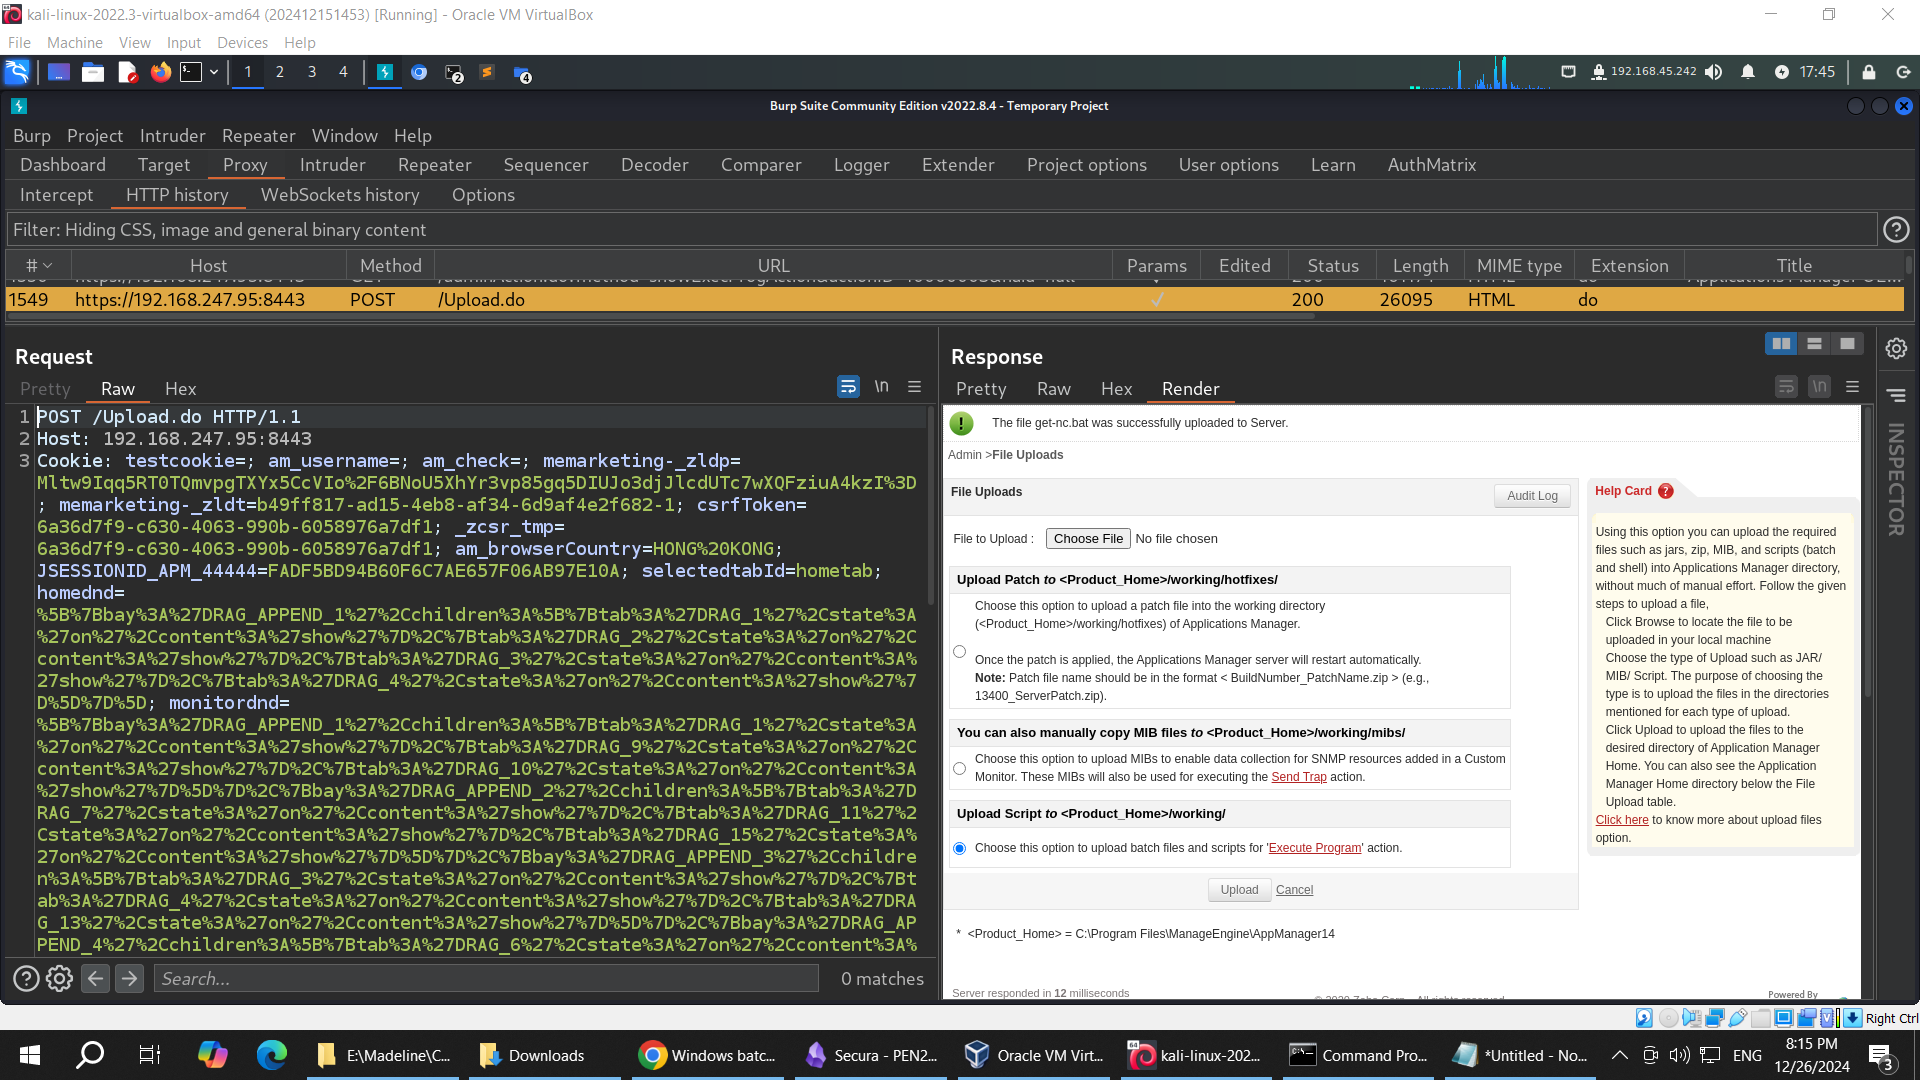 kali-linux-2022.3-virtualbox-amd64 (202412151453) [Running] - Oracle VM VirtualBox
File Machine View Input Devices Help
1 2 3 4 2 4 192.168.45.242 17:45
Burp Suite Community Edition v2022.8.4 - Temporary Project
Burp Project Intruder Repeater Window Help
Dashboard Target Proxy Intruder Repeater Sequencer Decoder Comparer Logger Extender Project options User options Learn AuthMatrix
Intercept HTTP history WebSockets history Options
Filter: Hiding CSS, image and general binary content
# Host Method URL Params Edited Status Length MIME type Extension Title
1549 https://192.168.247.95:8443 POST /Upload.do 200 26095 HTML do
Request
Pretty Raw Hex \n
1 POST /Upload.do HTTP/1.1
2 Host: 192.168.247.95:8443
3 Cookie: testcookie=; am_username=; am_check=; memarketing-_zldp=
Mltw9Iqq5RT0TQmvpgTXYx5CcVIo%2F6BNoU5XhYr3vp85gq5DIUJo3djJlcdUTc7wXQFziuA4kzI%3D
; memarketing-_zldt=b49ff817-ad15-4eb8-af34-6d9af4e2f682-1; csrfToken=
6a36d7f9-c630-4063-990b-6058976a7df1; _zcsr_tmp=
6a36d7f9-c630-4063-990b-6058976a7df1; am_browserCountry=HONG%20KONG;
JSESSIONID_APM_44444=FADF5BD94B60F6C7AE657F06AB97E10A; selectedtabId=hometab;
homednd=
%5B%7Bbay%3A%27DRAG_APPEND_1%27%2Cchildren%3A%5B%7Btab%3A%27DRAG_1%27%2Cstate%3A
%27on%27%2Ccontent%3A%27show%27%7D%2C%7Btab%3A%27DRAG_2%27%2Cstate%3A%27on%27%2C
content%3A%27show%27%7D%2C%7Btab%3A%27DRAG_3%27%2Cstate%3A%27on%27%2Ccontent%3A%
27show%27%7D%2C%7Btab%3A%27DRAG_4%27%2Cstate%3A%27on%27%2Ccontent%3A%27show%27%7
D%5D%7D%5D; monitordnd=
%5B%7Bbay%3A%27DRAG_APPEND_1%27%2Cchildren%3A%5B%7Btab%3A%27DRAG_1%27%2Cstate%3A
%27on%27%2Ccontent%3A%27show%27%7D%2C%7Btab%3A%27DRAG_9%27%2Cstate%3A%27on%27%2C
content%3A%27show%27%7D%2C%7Btab%3A%27DRAG_10%27%2Cstate%3A%27on%27%2Ccontent%3A
%27show%27%7D%5D%7D%2C%7Bbay%3A%27DRAG_APPEND_2%27%2Cchildren%3A%5B%7Btab%3A%27D
RAG_7%27%2Cstate%3A%27on%27%2Ccontent%3A%27show%27%7D%2C%7Btab%3A%27DRAG_11%27%2
Cstate%3A%27on%27%2Ccontent%3A%27show%27%7D%2C%7Btab%3A%27DRAG_15%27%2Cstate%3A%
27on%27%2Ccontent%3A%27show%27%7D%5D%7D%2C%7Bbay%3A%27DRAG_APPEND_3%27%2Cchildre
n%3A%5B%7Btab%3A%27DRAG_3%27%2Cstate%3A%27on%27%2Ccontent%3A%27show%27%7D%2C%7Bt
ab%3A%27DRAG_4%27%2Cstate%3A%27on%27%2Ccontent%3A%27show%27%7D%2C%7Btab%3A%27DRA
G_13%27%2Cstate%3A%27on%27%2Ccontent%3A%27show%27%7D%5D%7D%2C%7Bbay%3A%27DRAG_AP
PEND_4%27%2Cchildren%3A%5B%7Btab%3A%27DRAG_6%27%2Cstate%3A%27on%27%2Ccontent%3A%
Search... 0 matches
Response
Pretty Raw Hex Render \n
The file get-nc.bat was successfully uploaded to Server.
Admin >File Uploads
File Uploads Audit Log
File to Upload : Choose File No file chosen
Upload Patch to <Product_Home>/working/hotfixes/
Choose this option to upload a patch file into the working directory
(<Product_Home>/working/hotfixes) of Applications Manager.
Once the patch is applied, the Applications Manager server will restart automatically.
Note: Patch file name should be in the format < BuildNumber_PatchName.zip > (e.g.,
13400_ServerPatch.zip).
You can also manually copy MIB files to <Product_Home>/working/mibs/
Choose this option to upload MIBs to enable data collection for SNMP resources added in a Custom
Monitor. These MIBs will also be used for executing the Send Trap action.
Upload Script to <Product_Home>/working/
Choose this option to upload batch files and scripts for 'Execute Program' action.
Upload Cancel
* <Product_Home> = C:\Program Files\ManageEngine\AppManager14
Server responded in 12 milliseconds
Powered By
Help Card ?
Using this option you can upload the required
files such as jars, zip, MIB, and scripts (batch
and shell) into Applications Manager directory,
without much of manual effort. Follow the given
steps to upload a file,
Click Browse to locate the file to be
uploaded in your local machine
Choose the type of Upload such as JAR/
MIB/ Script. The purpose of choosing the
type is to upload the files in the directories
mentioned for each type of upload.
Click Upload to upload the files to the
desired directory of Application Manager
Home. You can also see the Application
Manager Home directory below the File
Upload table.
Click here to know more about upload files
option.
INSPECTOR
Right Ctrl
E:\Madeline\C... Downloads Windows batc... Secura - PEN2... Oracle VM Virt... kali-linux-202... Command Pro... *Untitled - No... ENG 8:15 PM
12/26/2024
3